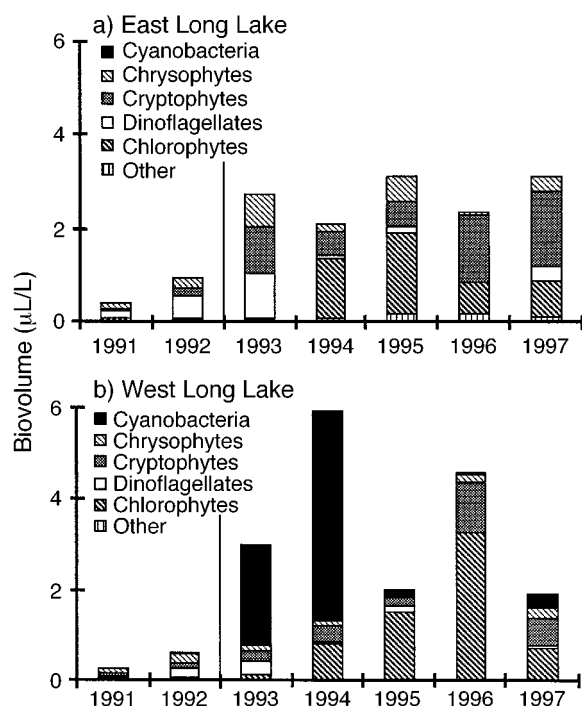 a) East Long Lake
Cyanobacteria
Chrysophytes
Cryptophytes
Dinoflagellates
Chlorophytes
Other
6
4
2
0
1991 1992 1993 1994 1995 1996 1997
Biovolume (μL/L)
b) West Long Lake
Cyanobacteria
Chrysophytes
Cryptophytes
Dinoflagellates
Chlorophytes
Other
6
4
2
0
1991 1992 1993 1994 1995 1996 1997